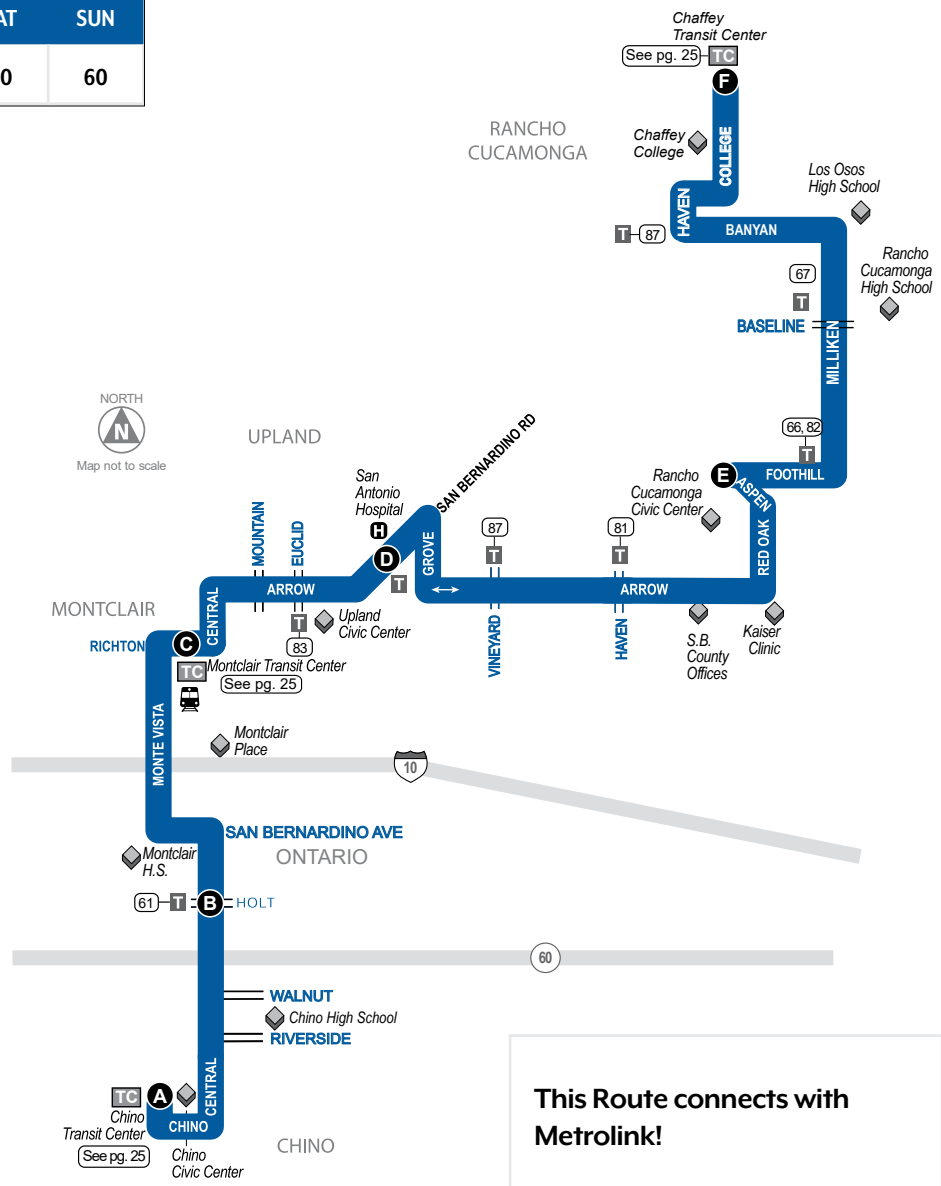 AT SUN
0 60
Chaffey
Transit Center
See pg. 25 TC
F
RANCHO
CUCAMONGA
Chaffey
College
COLLEGE
Los Osos
High School
HAVEN
T 87
BANYAN
Rancho
Cucamonga
High School
67
T
BASELINE
MILLIKEN
NORTH
N
Map not to scale
UPLAND
SAN BERNARDINO RD
66, 82
T
FOOTHILL
E
ASPEN
Rancho
Cucamonga
Civic Center
RED OAK
San
Antonio
Hospital
H
D
T
MOUNTAIN
EUCLID
GROVE
87
T
81
T
ARROW
ARROW
MONTCLAIR
CENTRAL
T
83
Upland
Civic Center
VINEYARD
HAVEN
S.B.
County
Offices
Kaiser
Clinic
RICHTON
C
TC
Montclair Transit Center
See pg. 25
MONTE VISTA
Montclair
Place
10
SAN BERNARDINO AVE
ONTARIO
Montclair
H.S.
61 T B HOLT
60
WALNUT
Chino High School
RIVERSIDE
CENTRAL
TC A
Chino
Transit Center
See pg. 25
CHINO
Chino
Civic Center
CHINO
This Route connects with
Metrolink!